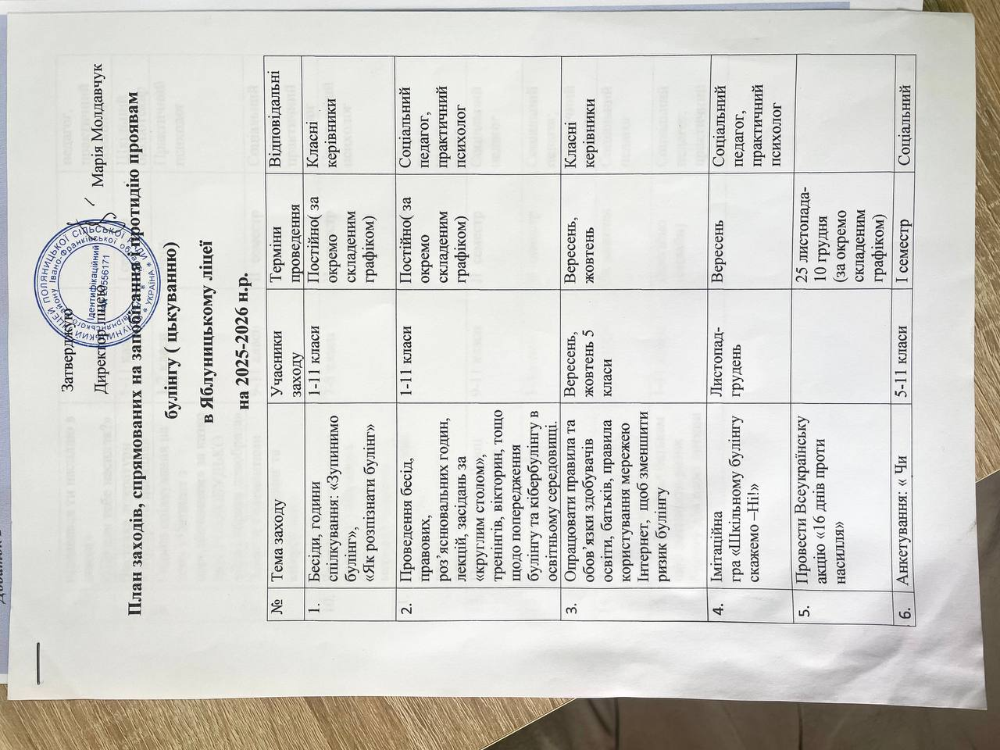 Затверджую
Директор ліцею Марія Молдавчук
План заходів, спрямованих на запобігання і протидію проявам
булінгу ( цькуванню)
в Яблуницькому ліцеї
на 2025-2026 н.р.
№ Тема заходу Учасники заходу Терміни проведення Відповідальні
1. Бесіди, години 1-11 класи Постійно( за Класні
спілкування: «Зупинимо окремо керівники
булінг», складеним
«Як розпізнати булінг» графіком)
2. Проведення бесід, 1-11 класи Постійно( за Соціальний
правових, окремо педагог,
роз’яснювальних годин, складеним практичний
лекцій, засідань за графіком) психолог
«круглим столом»,
тренінгів, вікторин, тощо
щодо попередження
булінгу та кібербулінгу в
освітньому середовищі.
3. Опрацювати правила та Вересень, Вересень, Класні
обов’язки здобувачів жовтень 5 жовтень керівники
освіти, батьків, правила класи
користування мережею
Інтернет, щоб зменшити
ризик булінгу
4. Імітаційна Листопад- Вересень Соціальний
гра «Шкільному булінгу грудень педагог,
скажемо –Ні!» практичний
психолог
5. Провести Всеукраїнську 25 листопада-
акцію «16 днів проти 10 грудня
насилля» (за окремо
складеним
графіком)
6. Анкетування: « Чи 5-11 класи І семестр Соціальний
ПОЛЯНИЦЬКОЇ СІЛЬСЬКОЇ РАДИ
Івано-Франківської
* УКРАЇНА *
Ідентифікаційний
код 20556171